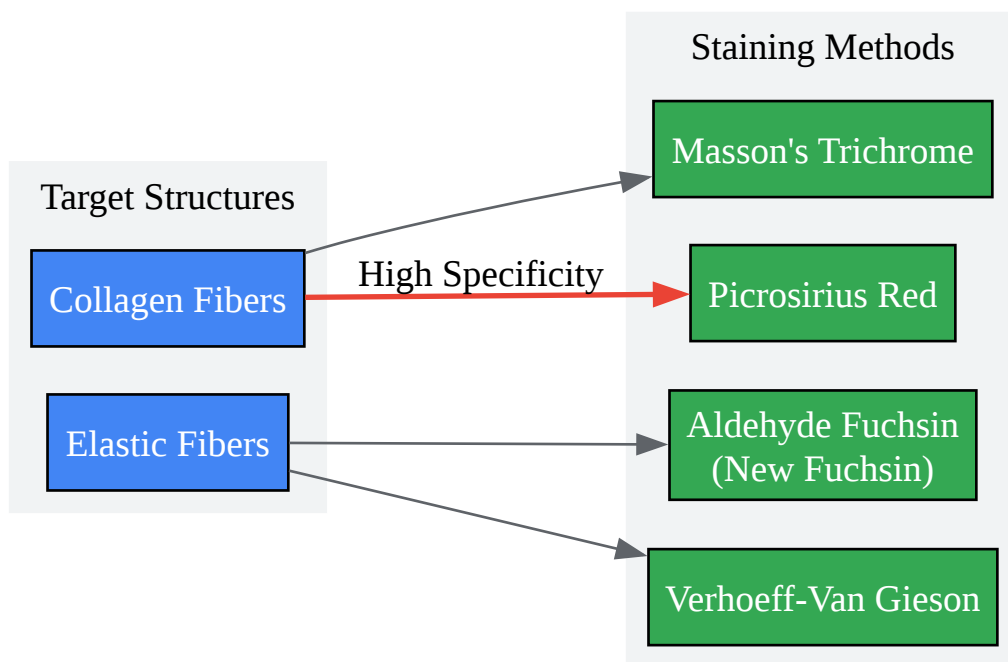 Target Structures
Collagen Fibers
Elastic Fibers
High Specificity
Staining Methods
Masson's Trichrome
Picrosirius Red
Aldehyde Fuchsin
(New Fuchsin)
Verhoeff-Van Gieson